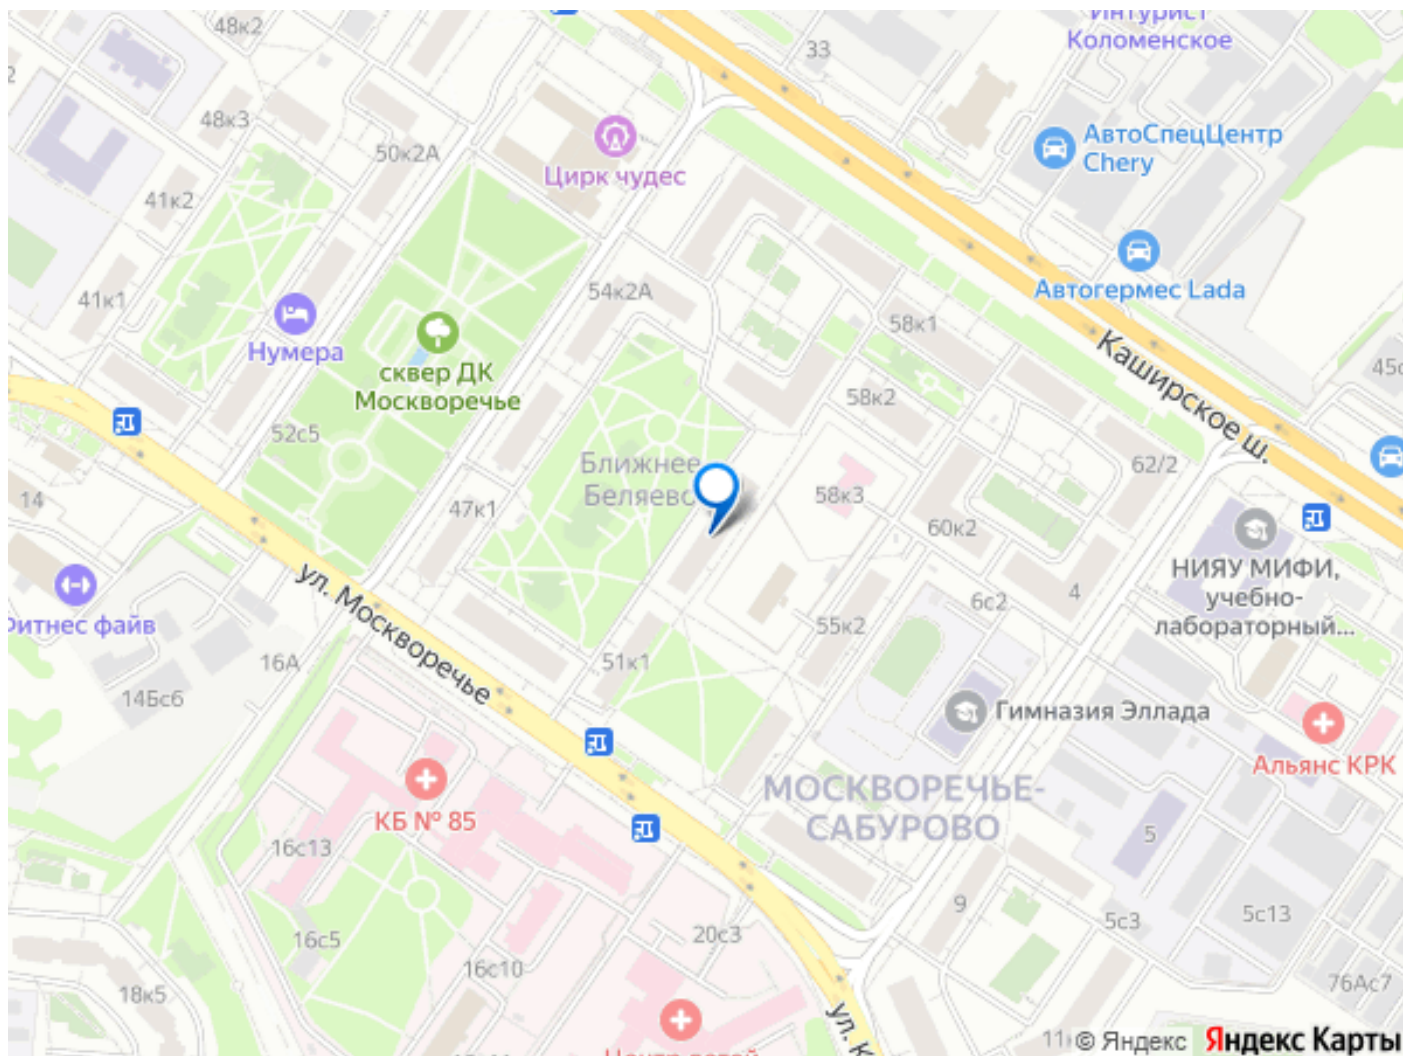 48к2
33
Интурист
Коломенское
2
48к3
50к2А
АвтоСпецЦентр
Chery
Цирк чудес
41к2
54к2А
41к1
Автогермес Lada
Нумера
58к1
сквер ДК
Москворечье
Каширское ш.
45с
58к2
52с5
Ближнее
Беляево
62/2
14
47к1
58к3
60к2
НИЯУ МИФИ,
учебно-
лабораторный...
ул. Москворечье
6с2
4
Фитнес файв
55к2
16А
51к1
14Бс6
Гимназия Эллада
Альянс КРК
МОСКВОРЕЧЬЕ-
САБУРОВО
КБ № 85
16с13
5
9
5с3
5с13
16с5
20с3
16с10
18к5
76Ас7
ул. К
11
© Яндекс
Яндекс Карты